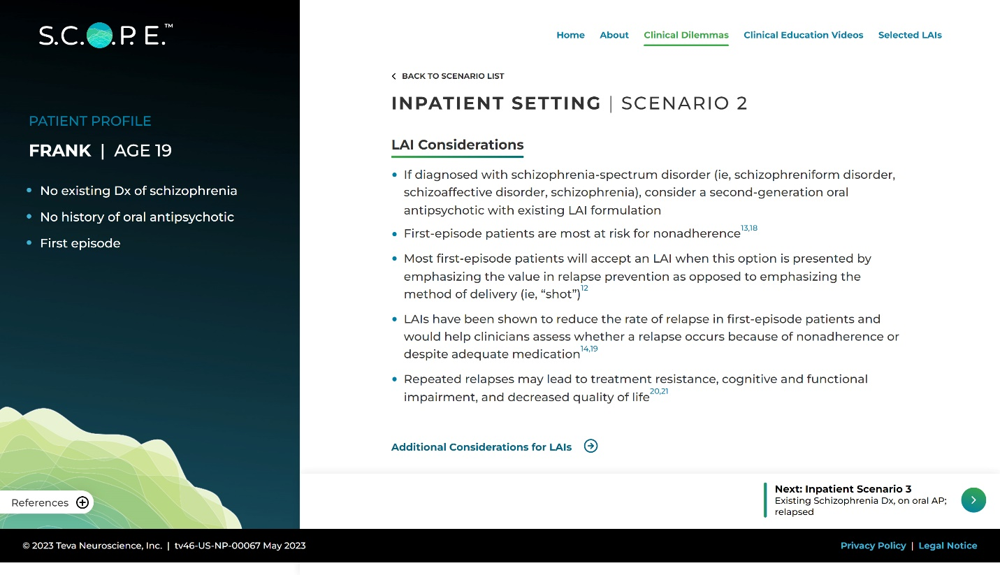 S.C.O.P.E.™
Home About Clinical Dilemmas Clinical Education Videos Selected LAIs
BACK TO SCENARIO LIST
INPATIENT SETTING | SCENARIO 2
PATIENT PROFILE
FRANK | AGE 19
• No existing Dx of schizophrenia
• No history of oral antipsychotic
• First episode
LAI Considerations
• If diagnosed with schizophrenia-spectrum disorder (ie, schizophreniform disorder,
schizoaffective disorder, schizophrenia), consider a second-generation oral
antipsychotic with existing LAI formulation
• First-episode patients are most at risk for nonadherence13,18
• Most first-episode patients will accept an LAI when this option is presented by
emphasizing the value in relapse prevention as opposed to emphasizing the
method of delivery (ie, “shot”)12
• LAIs have been shown to reduce the rate of relapse in first-episode patients and
would help clinicians assess whether a relapse occurs because of nonadherence or
despite adequate medication14,19
• Repeated relapses may lead to treatment resistance, cognitive and functional
impairment, and decreased quality of life20,21
Additional Considerations for LAIs
References
Next: Inpatient Scenario 3
Existing Schizophrenia Dx, on oral AP;
relapsed
© 2023 Teva Neuroscience, Inc. | tv46-US-NP-00067 May 2023
Privacy Policy | Legal Notice